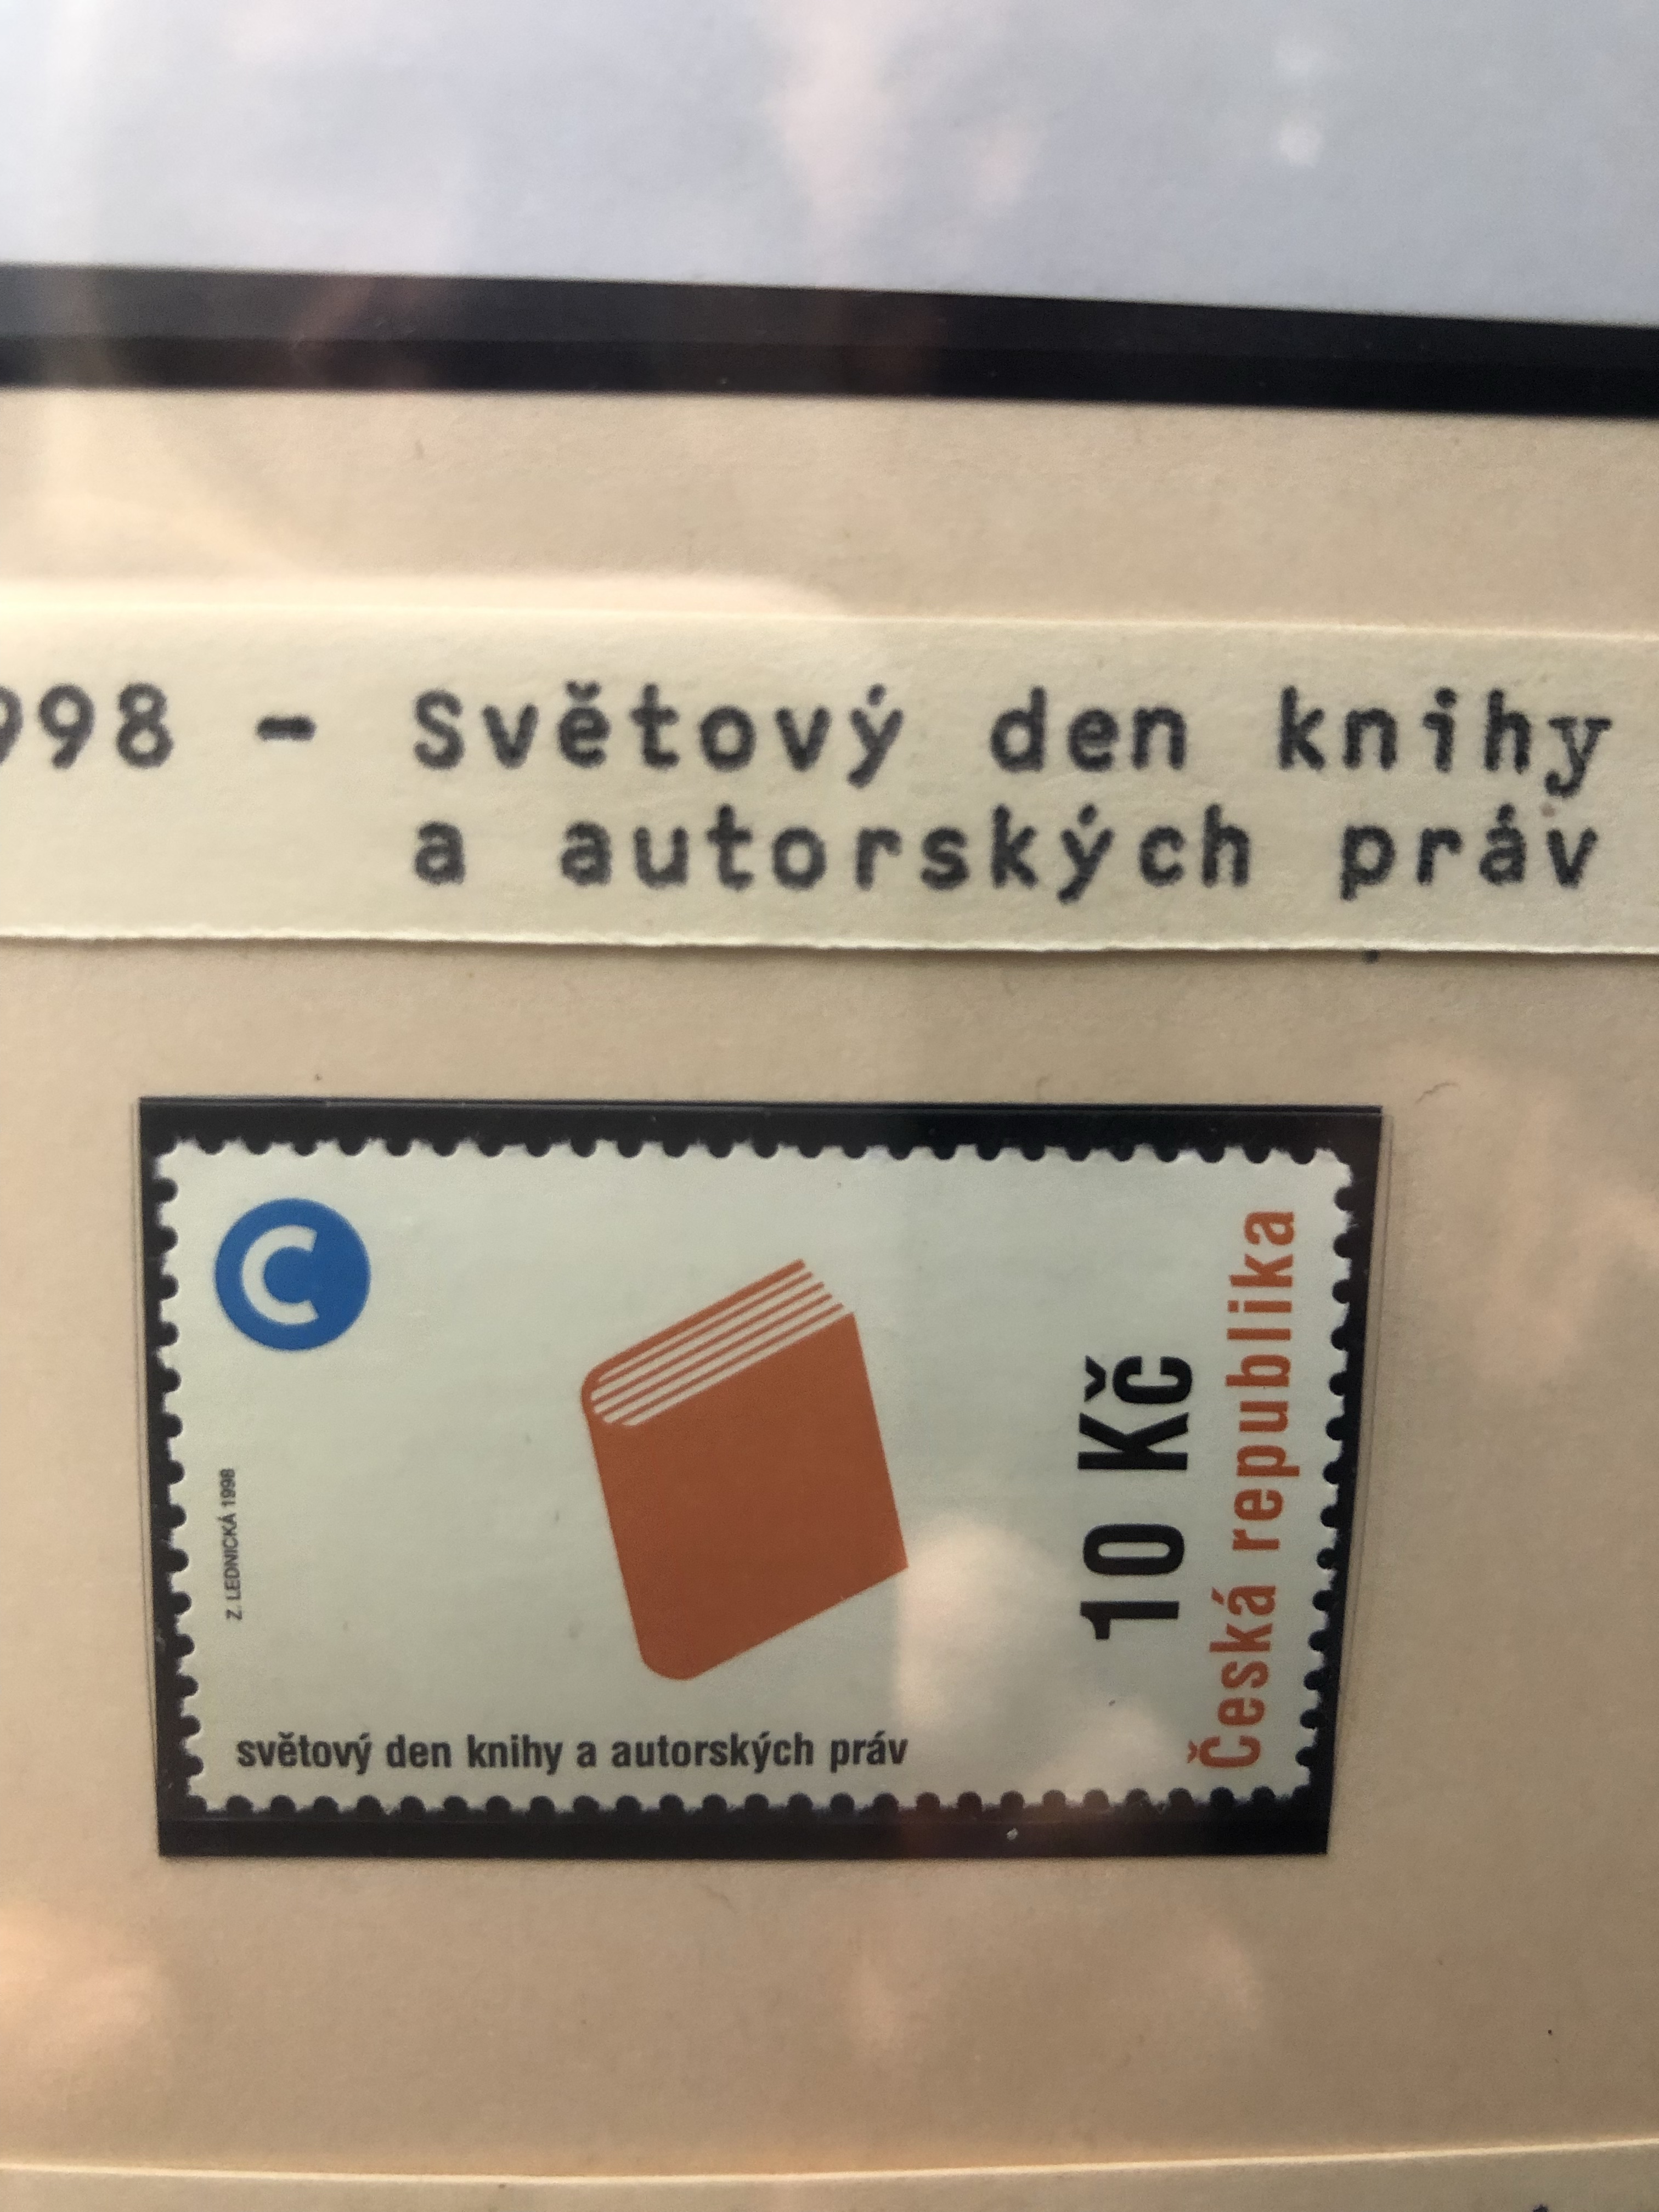 998 - Světový den knihy
a autorských práv
C
Z. LEDNICKÁ 1998
10 Kč
Česká republika
světový den knihy a autorských práv